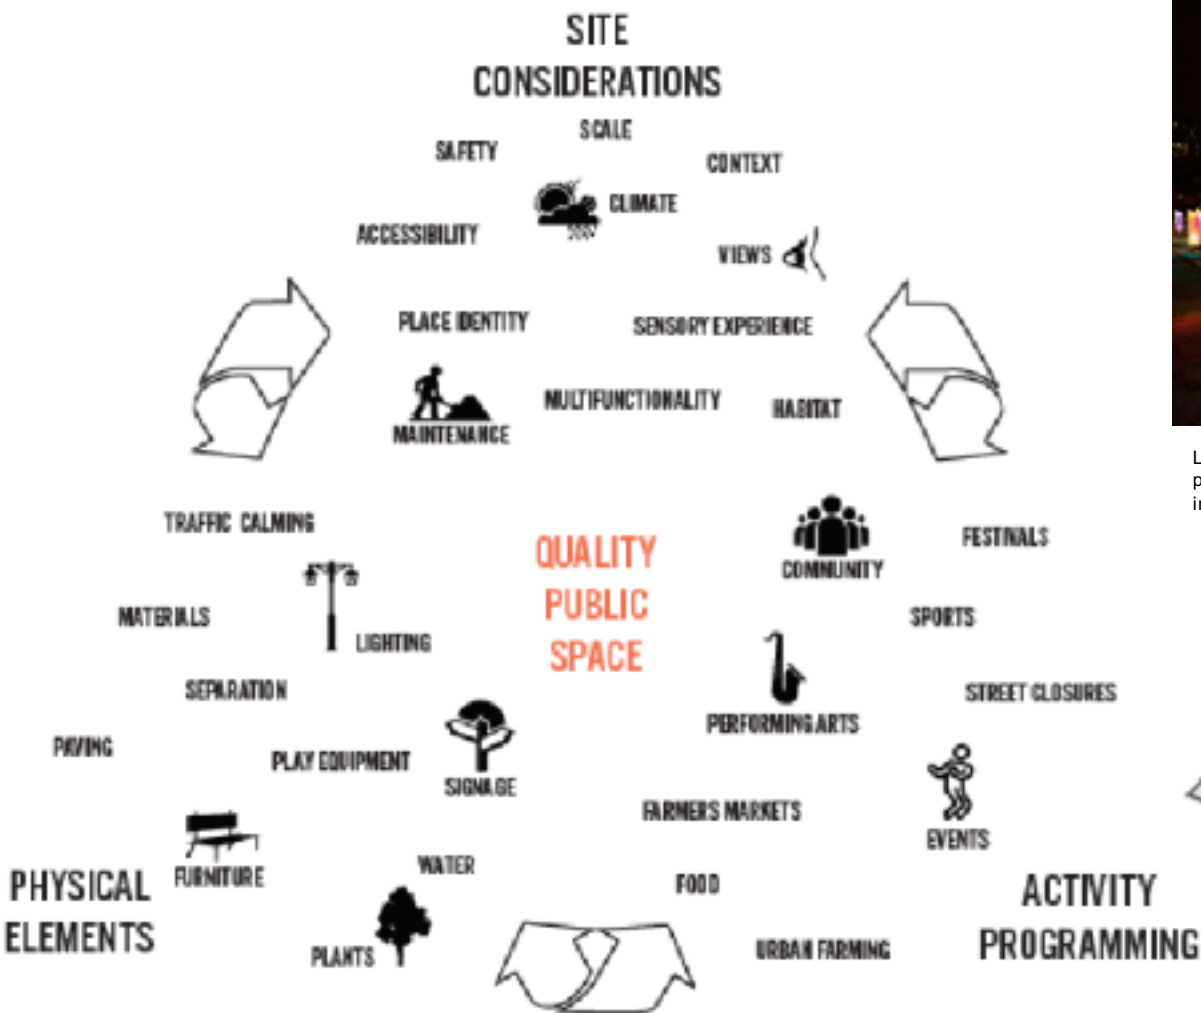 SITE
CONSIDERATIONS
SCALE
SAFETY
CONTEXT
CLIMATE
ACCESSIBILITY
VIEWS
PLACE IDENTITY
SENSORY EXPERIENCE
MULTIFUNCTIONALITY
HABITAT
MAINTENANCE
TRAFFIC CALMING
QUALITY
PUBLIC
SPACE
COMMUNITY
FESTIVALS
MATERIALS
LIGHTING
SPORTS
SEPARATION
STREET CLOSURES
PERFORMING ARTS
PAVING
PLAY EQUIPMENT
SIGNAGE
FARMERS MARKETS
EVENTS
FURNITURE
WATER
FOOD
PHYSICAL
ELEMENTS
PLANTS
URBAN FARMING
ACTIVITY
PROGRAMMING